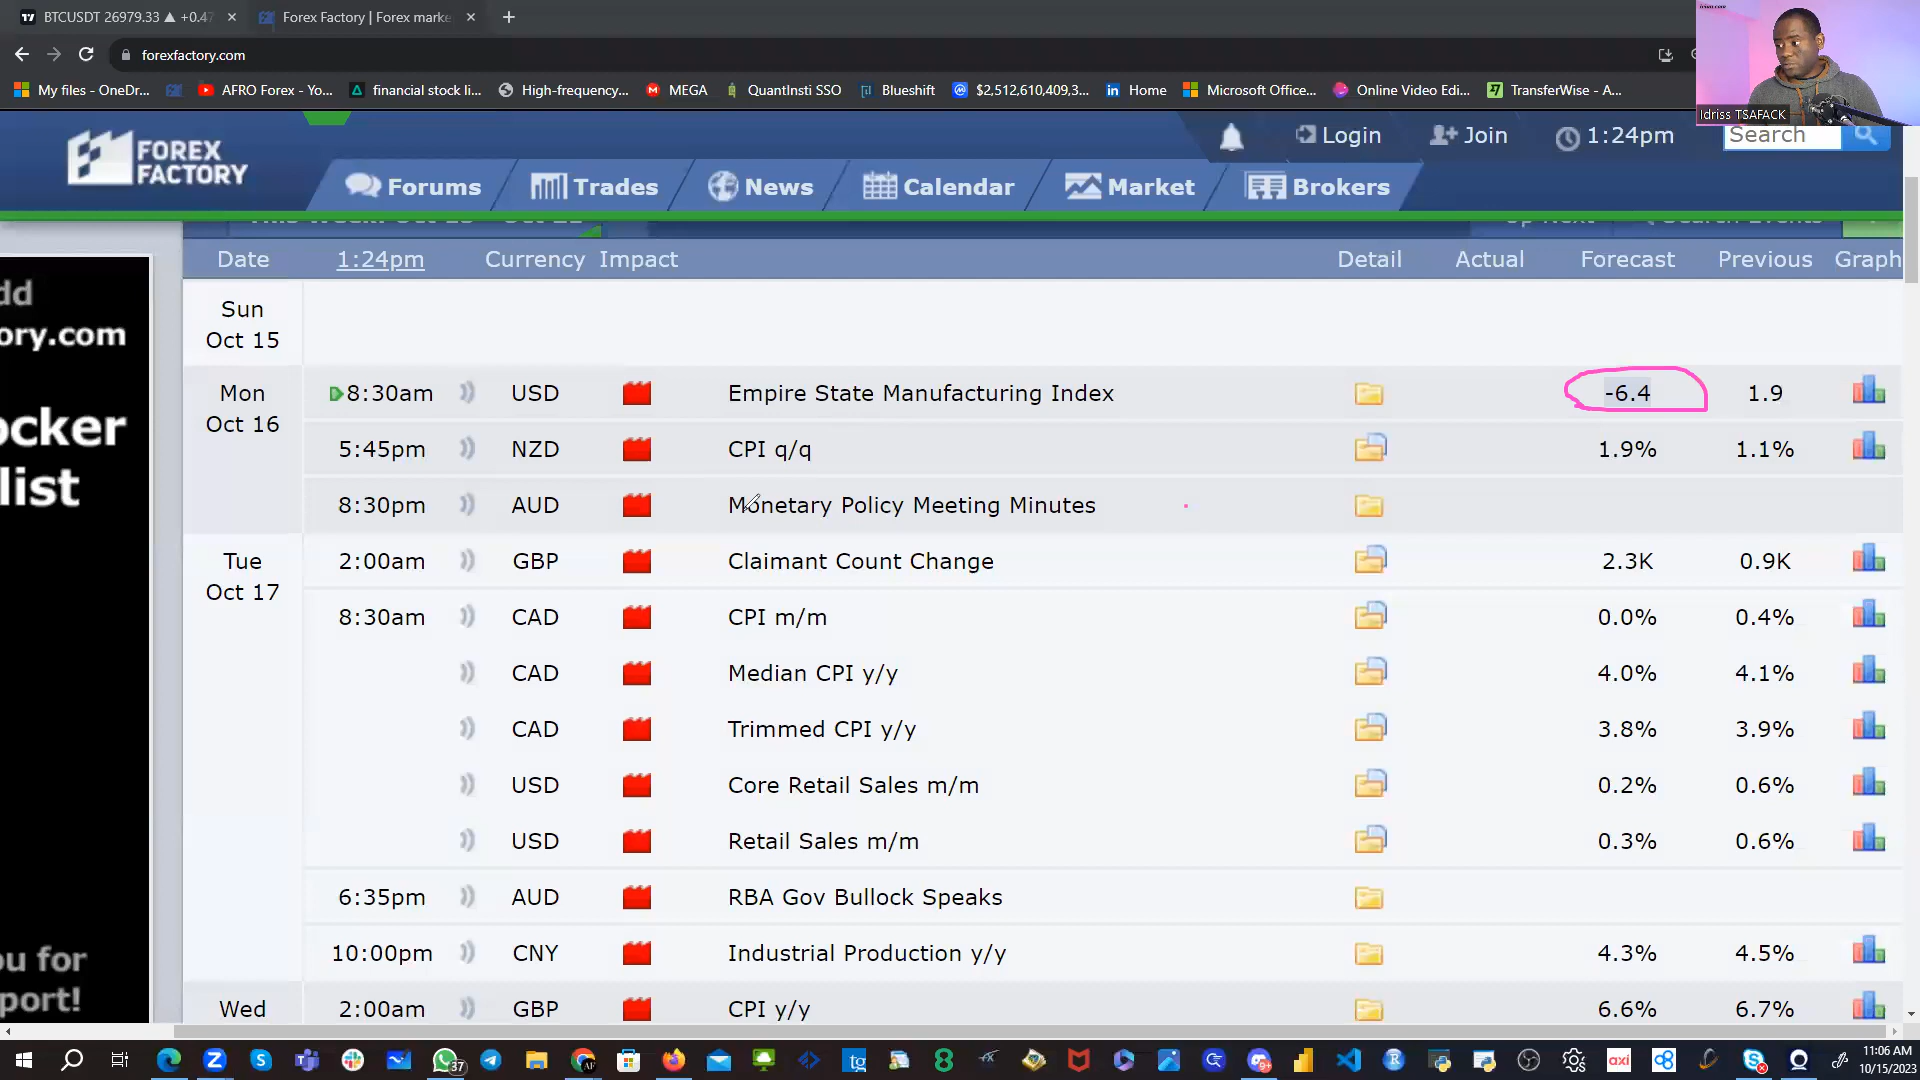 BTCUSDT 26979.33 ▲ +0.47
Forex Factory | Forex marke
forexfactory.com
My files - OneDr...
AFRO Forex - Yo...
financial stock li...
High-frequency...
MEGA
QuantInsti SSO
Blueshift
$2,512,610,409,3...
Home
Microsoft Office...
Online Video Edi...
TransferWise - A...
Idriss TSAFACK
FOREX
FACTORY
Login
Join
1:24pm
Search
Forums
Trades
News
Calendar
Market
Brokers
Date 1:24pm Currency Impact Detail Actual Forecast Previous Graph
Sun
Oct 15
Mon
Oct 16
8:30am USD Empire State Manufacturing Index -6.4 1.9
5:45pm NZD CPI q/q 1.9% 1.1%
8:30pm AUD Monetary Policy Meeting Minutes
Tue
Oct 17
2:00am GBP Claimant Count Change 2.3K 0.9K
8:30am CAD CPI m/m 0.0% 0.4%
CAD Median CPI y/y 4.0% 4.1%
CAD Trimmed CPI y/y 3.8% 3.9%
USD Core Retail Sales m/m 0.2% 0.6%
USD Retail Sales m/m 0.3% 0.6%
6:35pm AUD RBA Gov Bullock Speaks
10:00pm CNY Industrial Production y/y 4.3% 4.5%
Wed 2:00am GBP CPI y/y 6.6% 6.7%
dd
ory.com
ocker
list
u for
port!
37
11:06 AM
10/15/2023